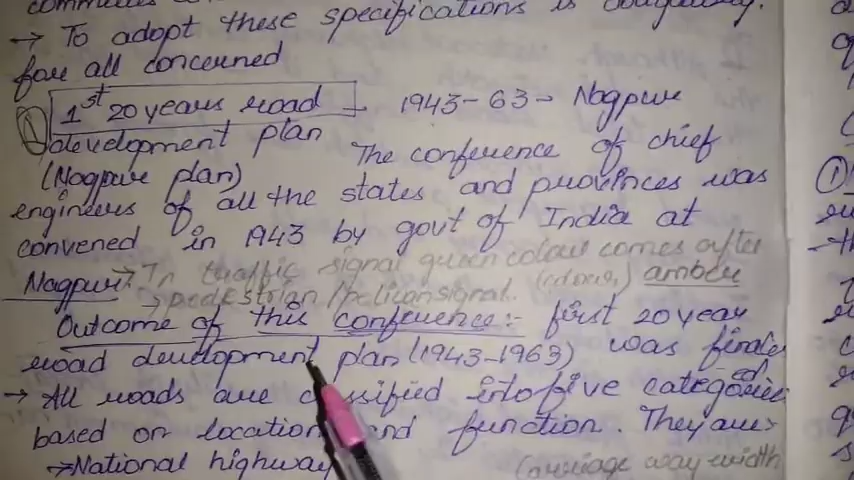 → To adopt these specifications is obligatory.
for all concerned
1st 20 years road - 1943-63 - Nagpur
development plan
(Nagpur plan) The conference of chief
engineers of all the states and provinces was
convened in 1943 by govt of India at
Nagpur. → In traffic signal green colour comes after
(colour) amber
→ pedestrian / pelican signal.
Outcome of this conference:- first 20 year
road development plan (1943-1963) was finalised
→ All roads are classified into five categories
based on location and function. They are
→ National highway (carriage way width